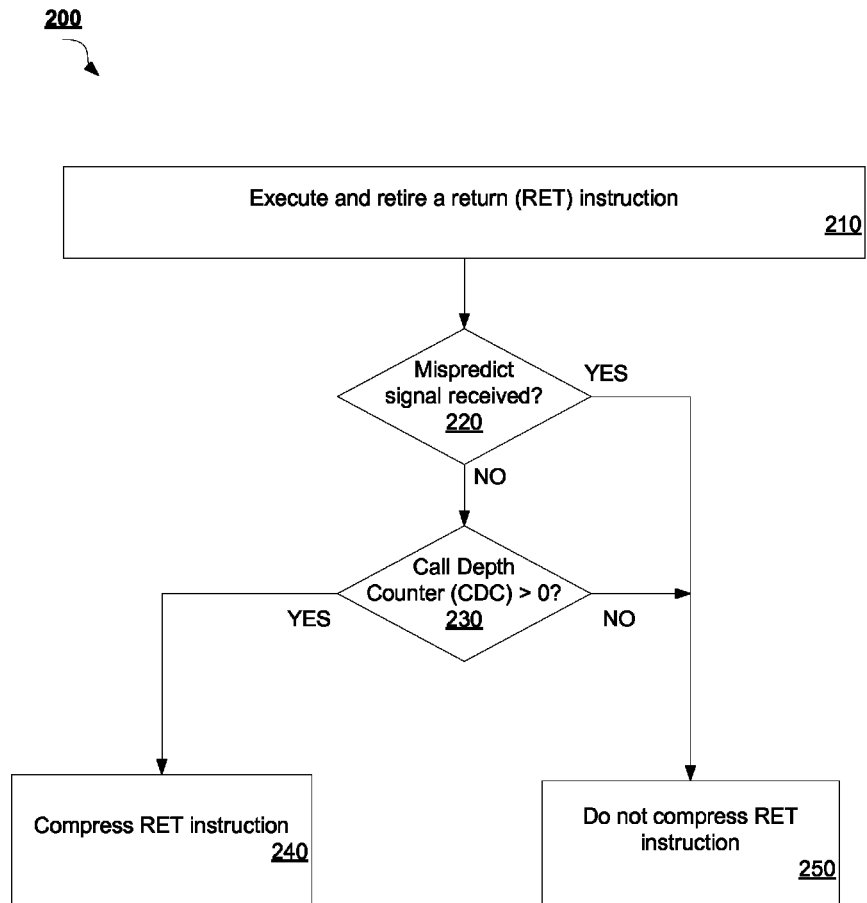 200
Execute and retire a return (RET) instruction
210
Mispredict
signal received?
220
YES
NO
Call Depth
Counter (CDC) > 0?
230
YES
NO
Compress RET instruction
240
Do not compress RET
instruction
250